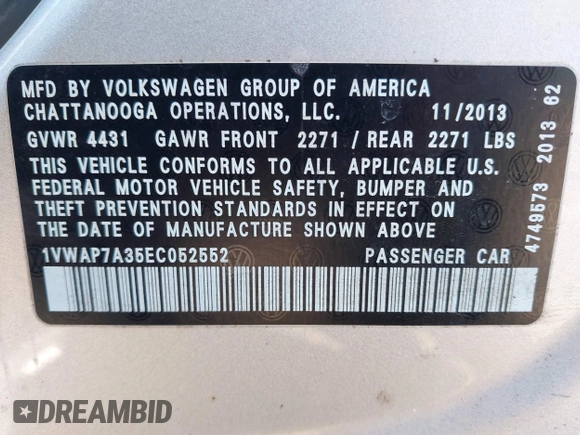 MFD BY VOLKSWAGEN GROUP OF AMERICA
CHATTANOOGA OPERATIONS, LLC. 11/2013
GVWR 4431 GAWR FRONT 2271 / REAR 2271 LBS
THIS VEHICLE CONFORMS TO ALL APPLICABLE U.S.
FEDERAL MOTOR VEHICLE SAFETY, BUMPER AND
THEFT PREVENTION STANDARDS IN EFFECT ON
THE DATE OF MANUFACTURE SHOWN ABOVE
1VWAP7A35EC052552 PASSENGER CAR
4749573 2013 62
DREAMBID